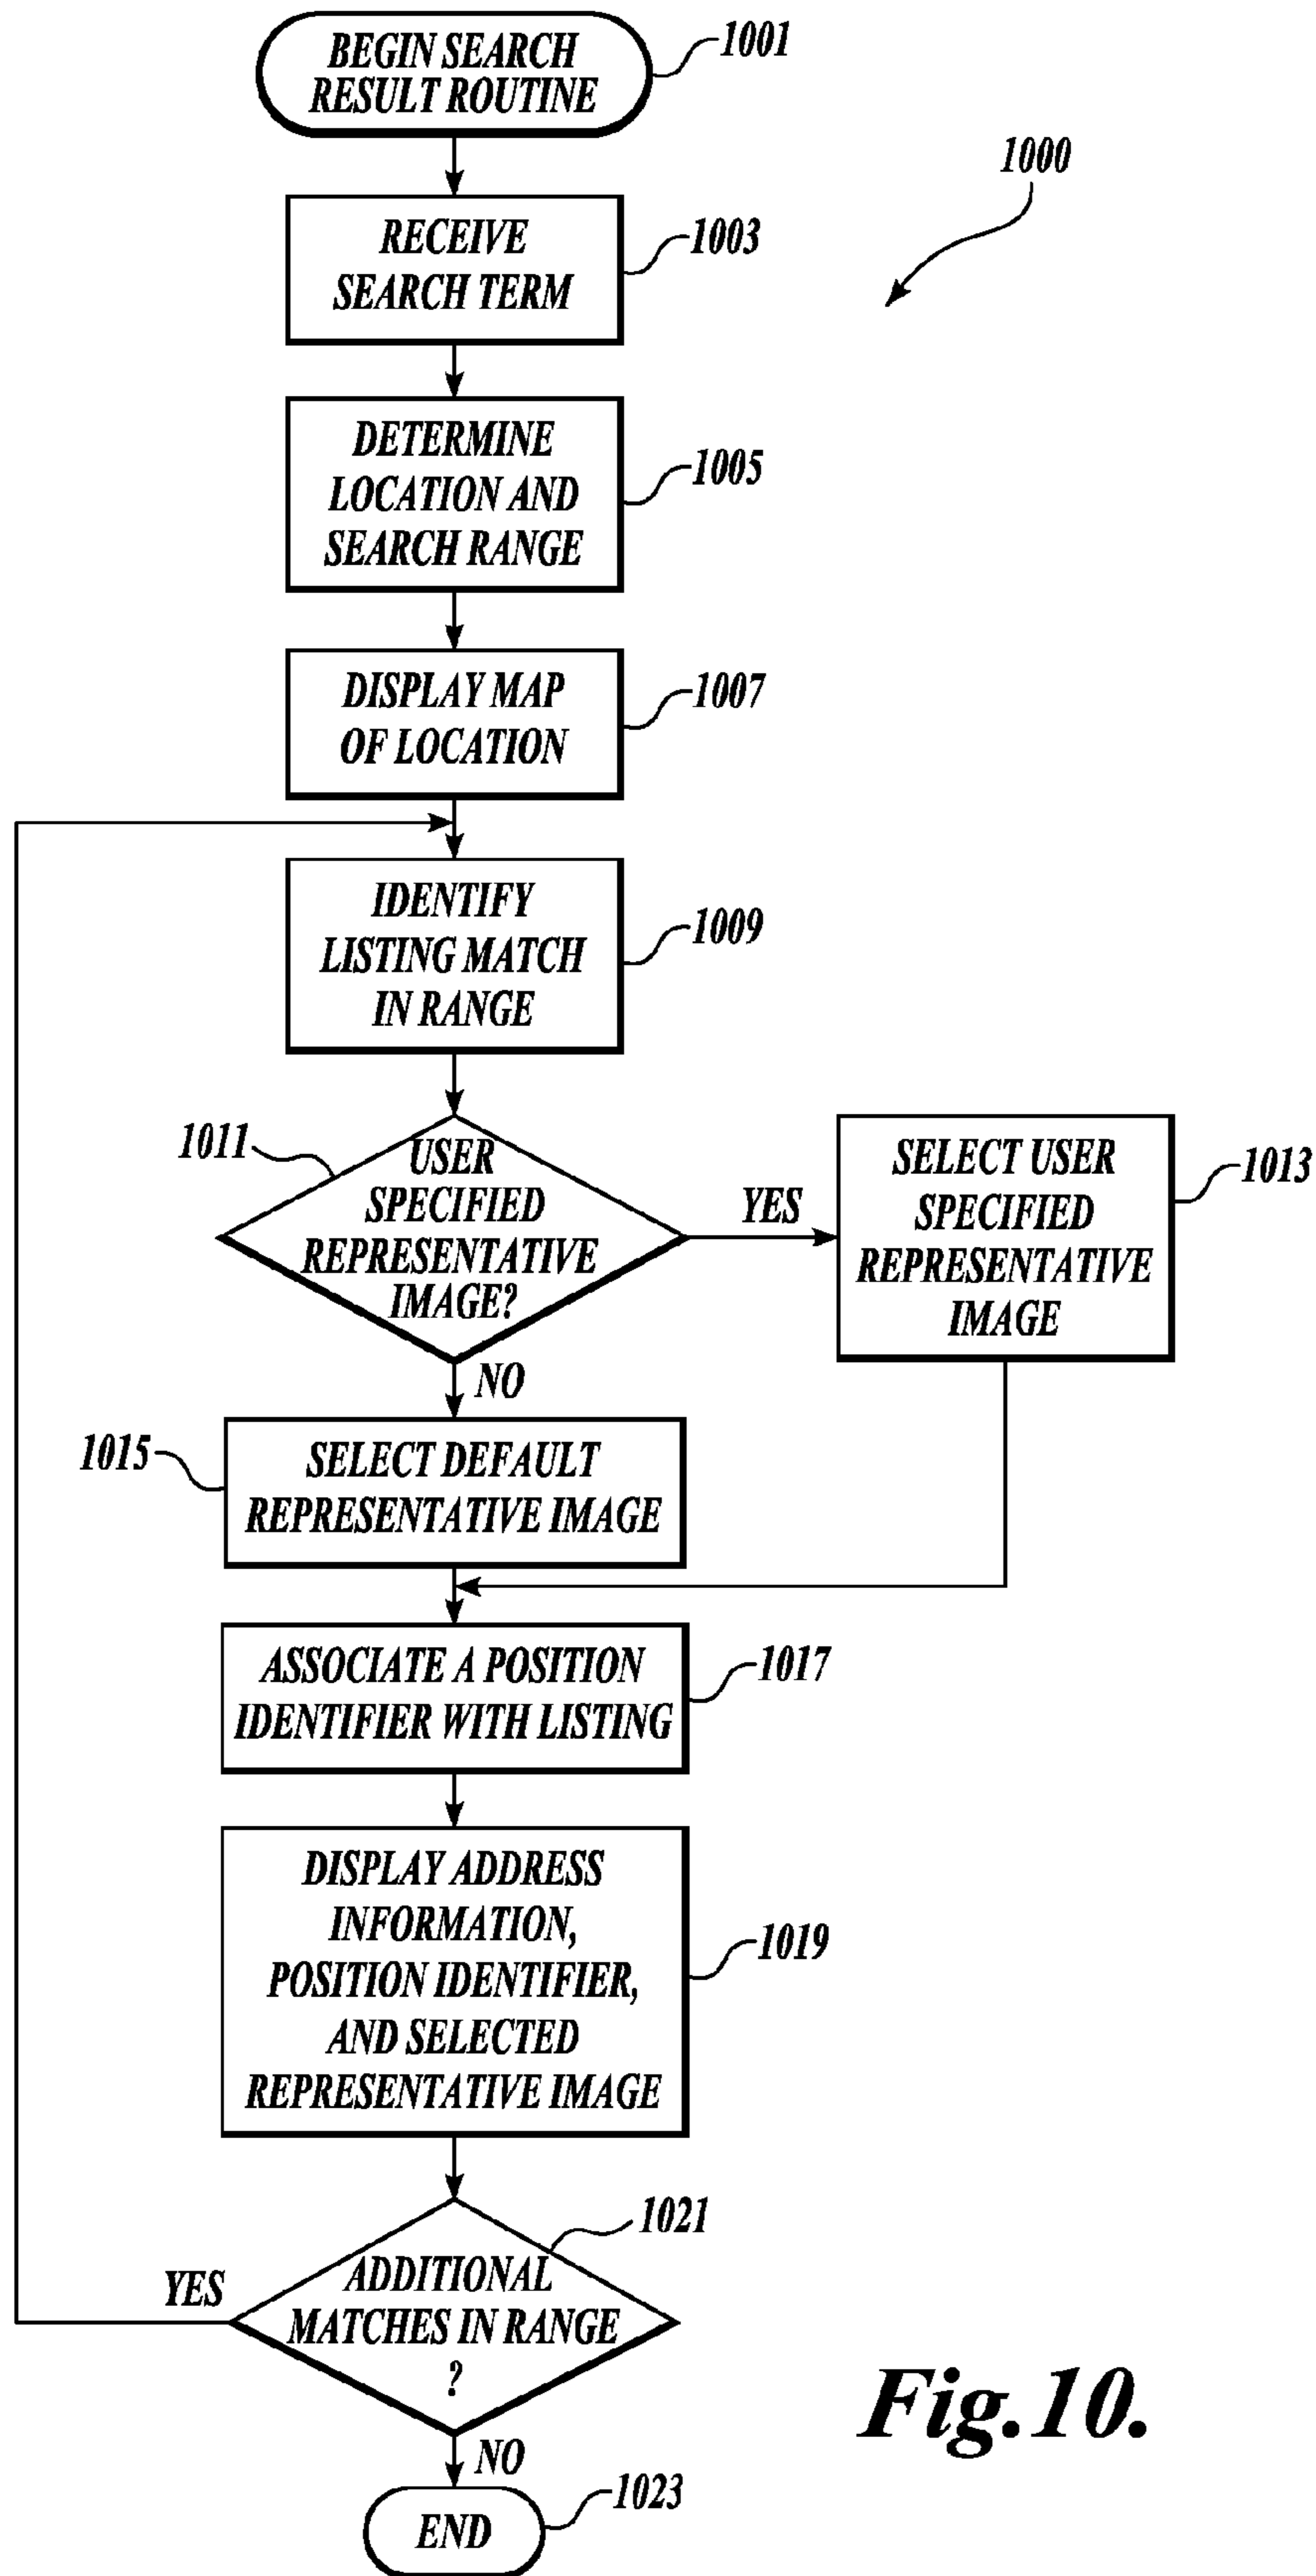 BEGIN SEARCH
RESULT ROUTINE
1001
1000
RECEIVE
SEARCH TERM
1003
DETERMINE
LOCATION AND
SEARCH RANGE
1005
DISPLAY MAP
OF LOCATION
1007
IDENTIFY
LISTING MATCH
IN RANGE
1009
1011
USER
SPECIFIED
REPRESENTATIVE
IMAGE?
YES
SELECT USER
SPECIFIED
REPRESENTATIVE
IMAGE
1013
NO
1015
SELECT DEFAULT
REPRESENTATIVE IMAGE
ASSOCIATE A POSITION
IDENTIFIER WITH LISTING
1017
DISPLAY ADDRESS
INFORMATION,
POSITION IDENTIFIER,
AND SELECTED
REPRESENTATIVE IMAGE
1019
1021
YES
ADDITIONAL
MATCHES IN RANGE
?
NO
END
1023
Fig.10.